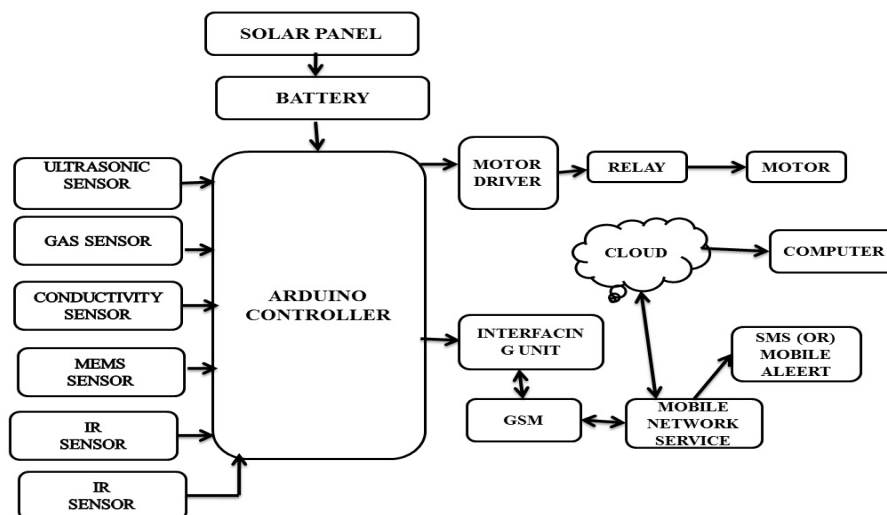 SOLAR PANEL
BATTERY
ULTRASONIC
SENSOR
GAS SENSOR
CONDUCTIVITY
SENSOR
MEMS
SENSOR
IR
SENSOR
IR
SENSOR
ARDUINO
CONTROLLER
MOTOR
DRIVER
RELAY
MOTOR
CLOUD
COMPUTER
INTERFACIN
G UNIT
GSM
MOBILE
NETWORK
SERVICE
SMS (OR)
MOBILE
ALEERT